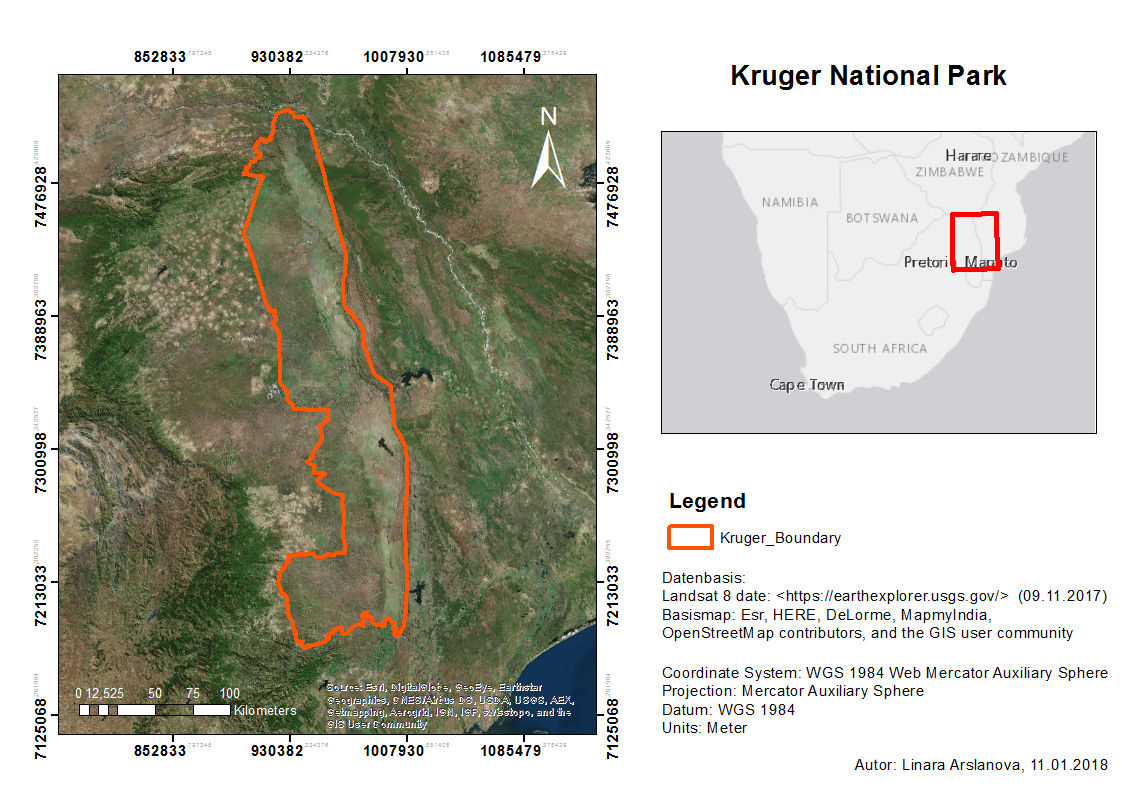 Kruger National Park
852833 930382 1007930 1085479
7476928
7388963
7300998
7213033
7125068
N
0 12,525 50 75 100
Kilometers
Source: Esri, DigitalGlobe, GeoEye, Earthstar
Geographics, CNES/Airbus DS, USDA, USGS, AEX,
Getmapping, Aerogrid, IGN, IGP, swisstopo, and the
GIS User Community
7476928
7388963
7300998
7213033
7125068
852833 930382 1007930 1085479
Harare
ZIMBABWE
NAMIBIA
BOTSWANA
Maputo
SOUTH AFRICA
Cape Town
Legend
Kruger_Boundary
Datenbasis:
Landsat 8 date: <https://earthexplorer.usgs.gov/> (09.11.2017)
Basismap: Esr, HERE, DeLorme, MapmyIndia,
OpenStreetMap contributors, and the GIS user community
Coordinate System: WGS 1984 Web Mercator Auxiliary Sphere
Projection: Mercator Auxiliary Sphere
Datum: WGS 1984
Units: Meter
Autor: Linara Arslanova, 11.01.2018